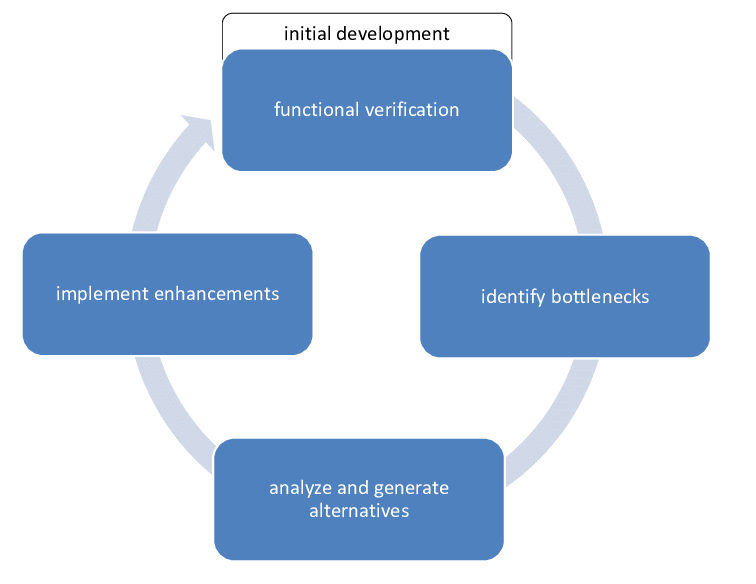 initial development
functional verification
implement enhancements
identify bottlenecks
analyze and generate
alternatives